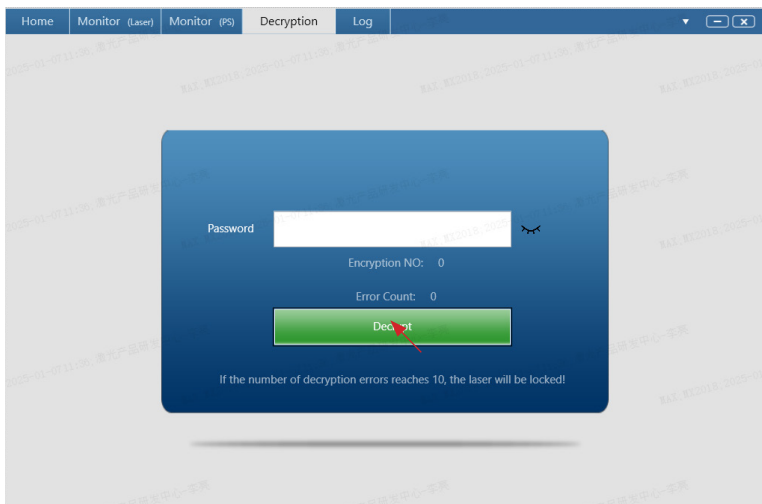 Home Monitor (Laser) Monitor (PS) Decryption Log
Password
Encryption NO: 0
Error Count: 0
Decrypt
If the number of decryption errors reaches 10, the laser will be locked!